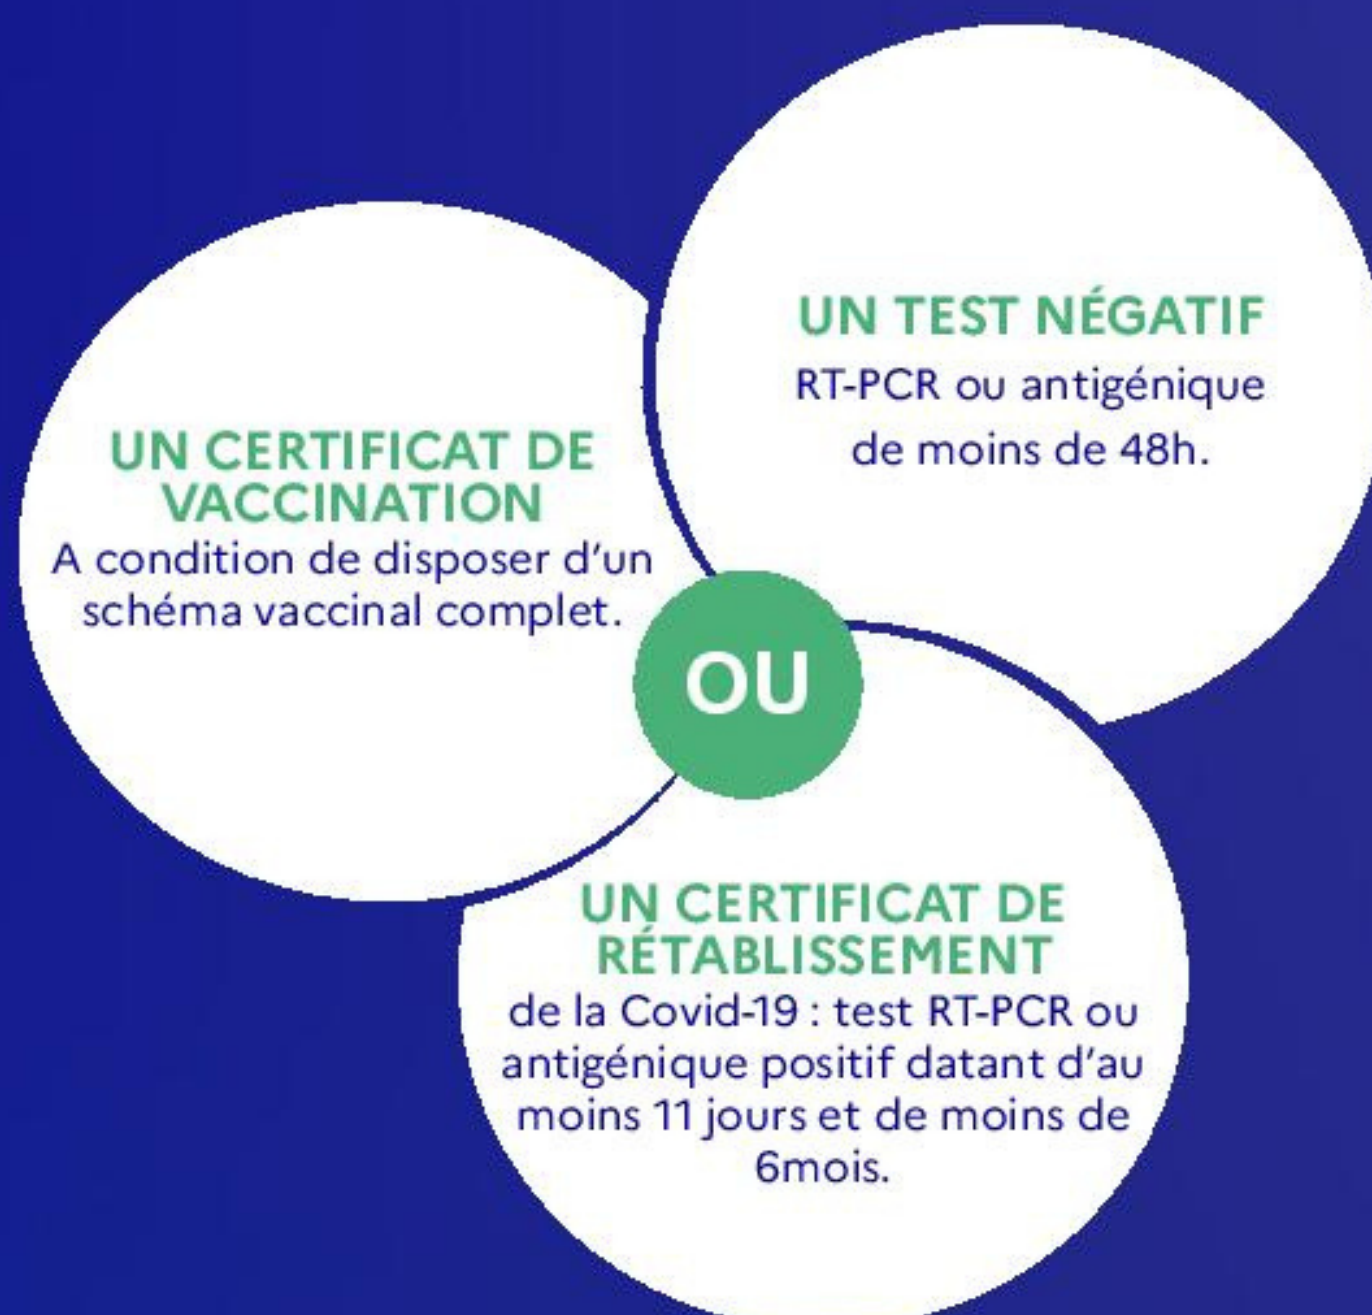 UN TEST NÉGATIF
RT-PCR ou antigénique
de moins de 48h.
UN CERTIFICAT DE
VACCINATION
A condition de disposer d'un
schéma vaccinal complet.
OU
UN CERTIFICAT DE
RÉTABLISSEMENT
de la Covid-19 : test RT-PCR ou
antigénique positif datant d'au
moins 11 jours et de moins de
6mois.